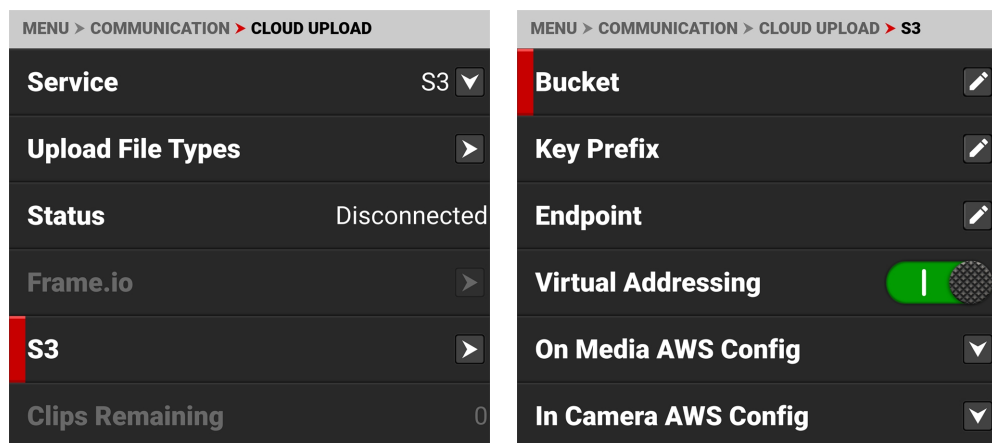 MENU > COMMUNICATION > CLOUD UPLOAD
Service S3
Upload File Types
Status Disconnected
Frame.io
S3
Clips Remaining 0
MENU > COMMUNICATION > CLOUD UPLOAD > S3
Bucket
Key Prefix
Endpoint
Virtual Addressing
On Media AWS Config
In Camera AWS Config